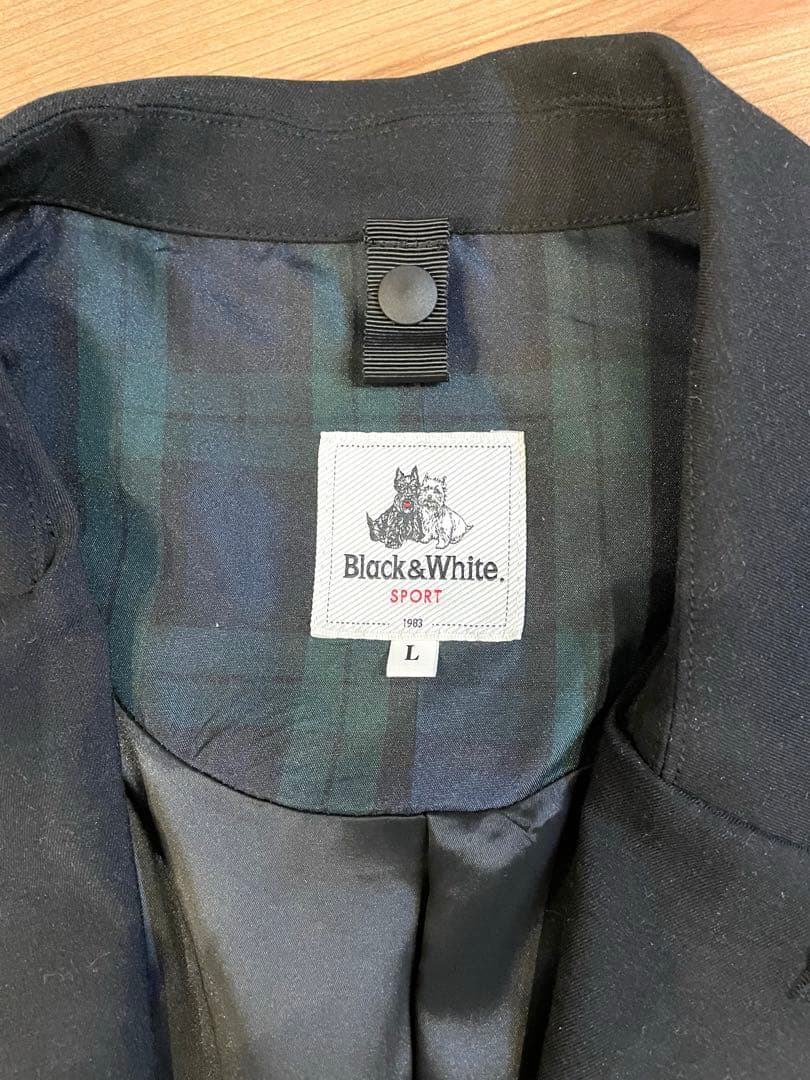 Black&White.
SPORT
1983
L